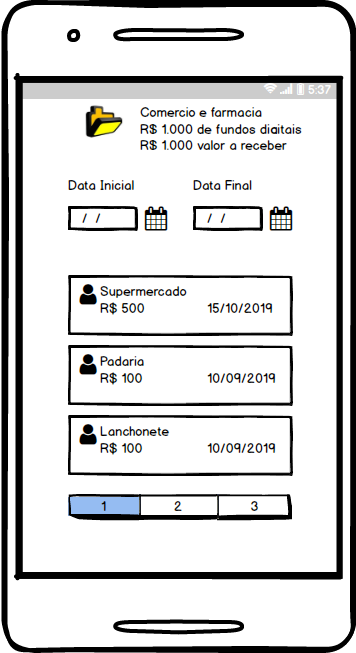 5:37
Comercio e farmacia
R$ 1.000 de fundos digitais
R$ 1.000 valor a receber
Data Inicial Data Final
/ / / /
Supermercado
R$ 500 15/10/2019
Padaria
R$ 100 10/09/2019
Lanchonete
R$ 100 10/09/2019
1 2 3